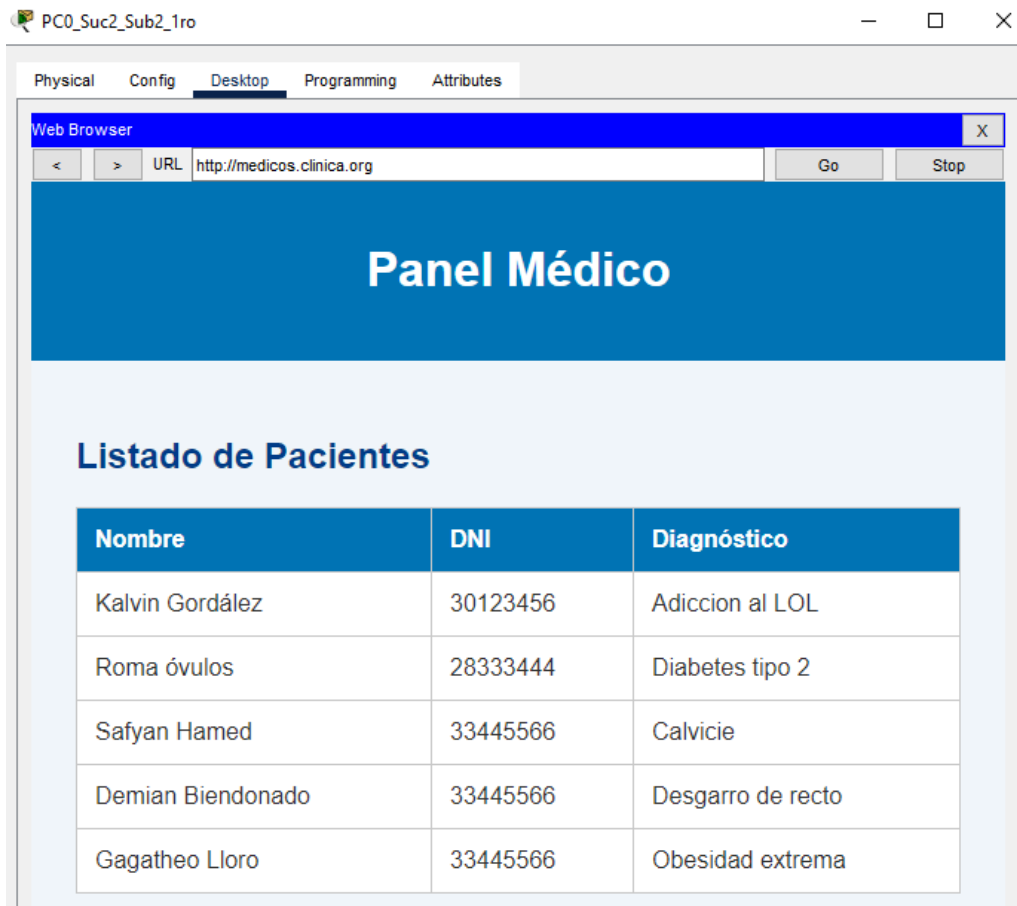 PC0_Suc2_Sub2_1ro
Physical Config Desktop Programming Attributes
Web Browser X
< > URL http://medicos.clinica.org Go Stop
Panel Médico
Listado de Pacientes
Nombre DNI Diagnóstico
Kalvin Gordález 30123456 Adiccion al LOL
Roma óvulos 28333444 Diabetes tipo 2
Safyan Hamed 33445566 Calvicie
Demian Biendonado 33445566 Desgarro de recto
Gagatheo Lloro 33445566 Obesidad extrema